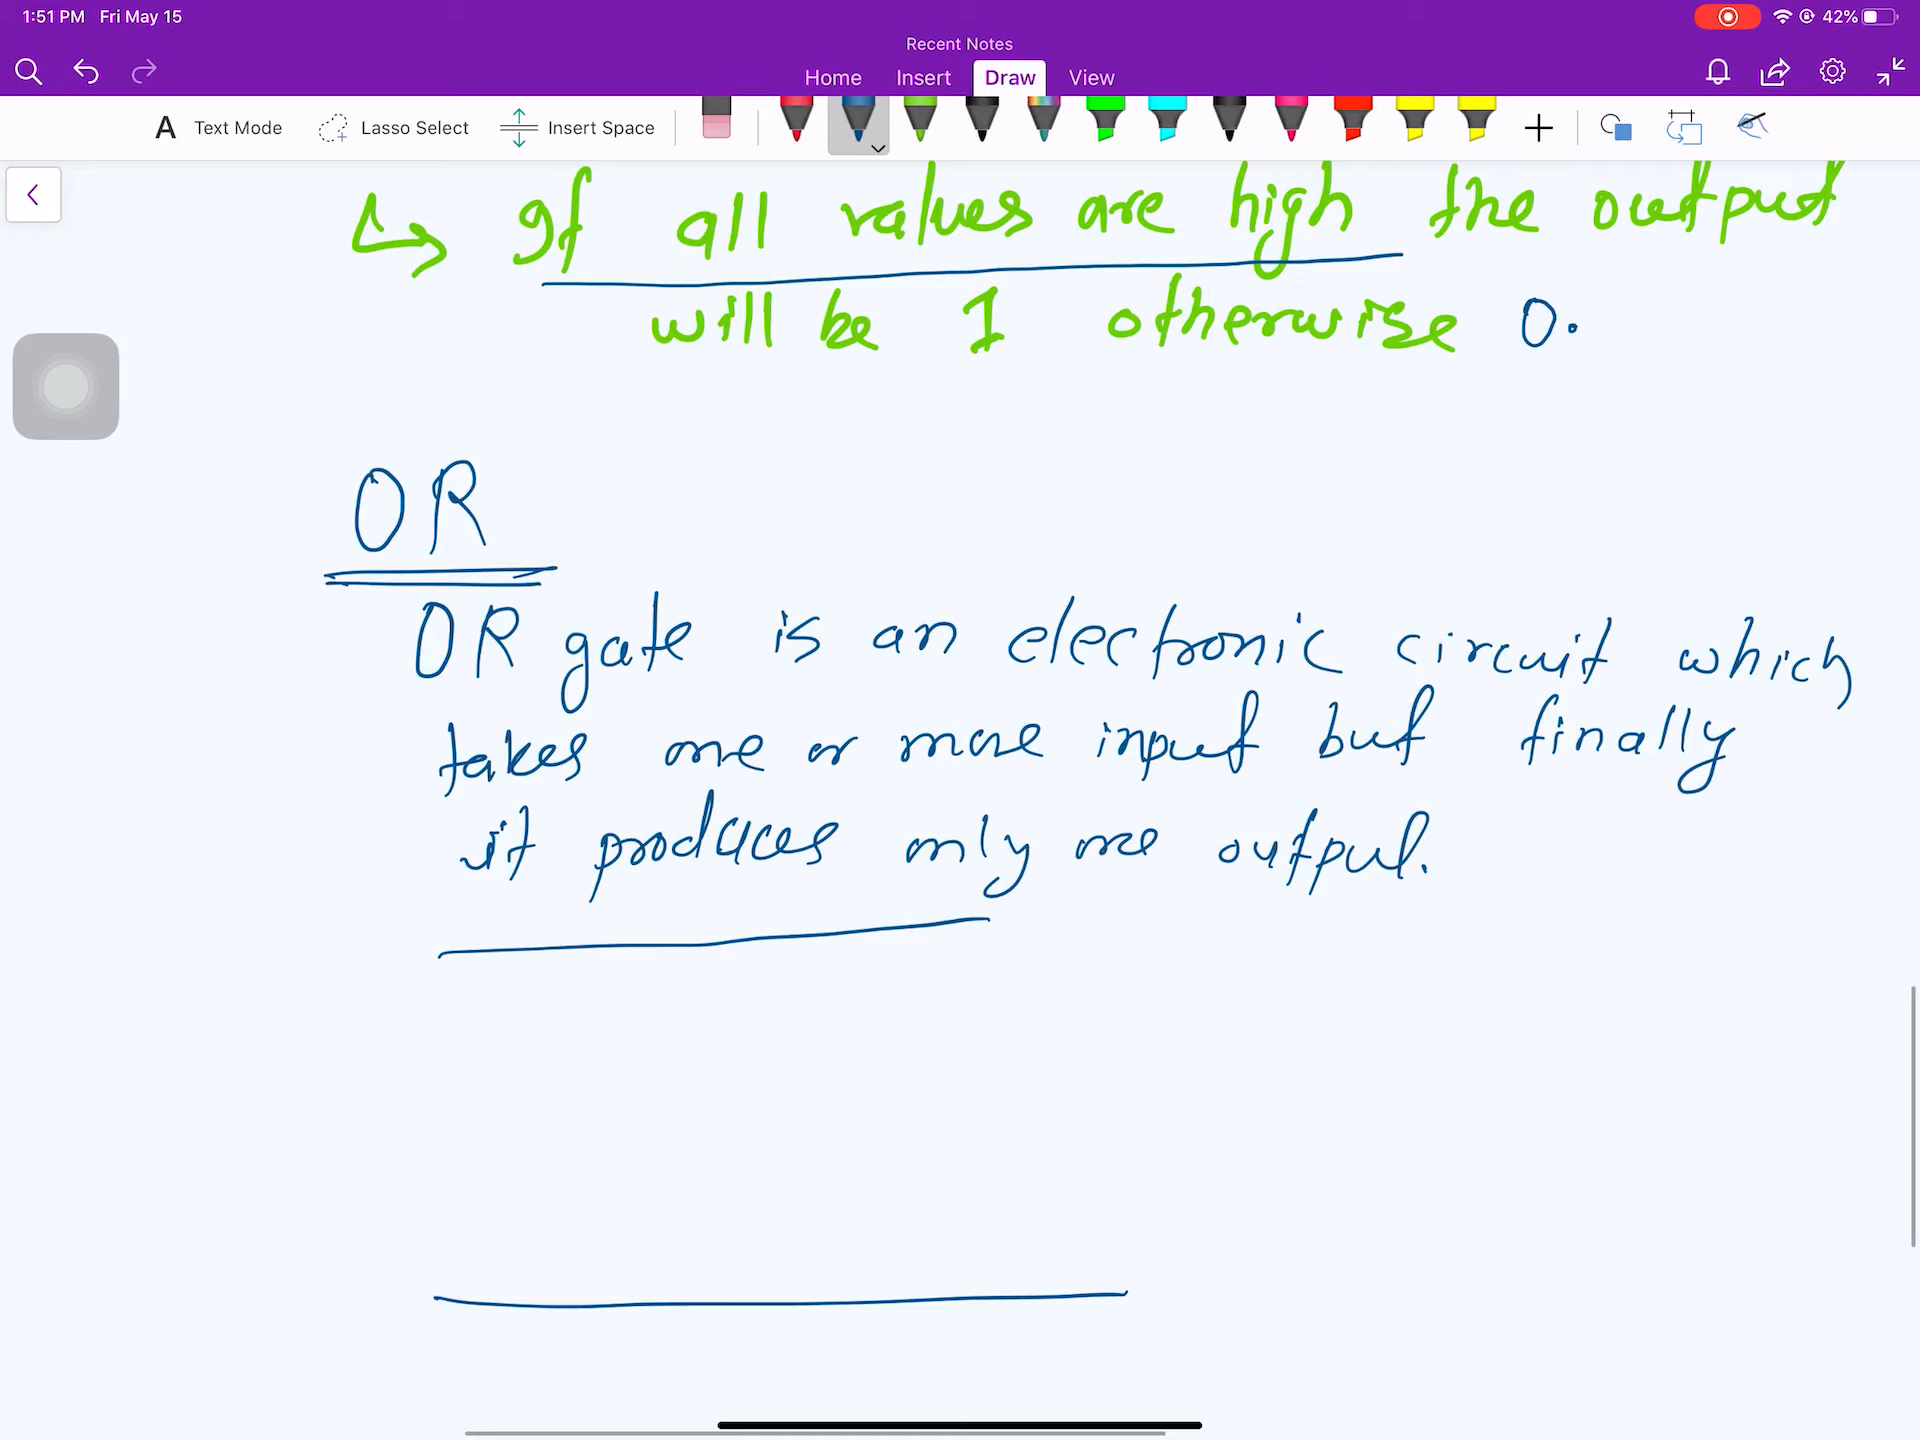 1:51 PM Fri May 15
42%
Recent Notes
Home Insert Draw View
A Text Mode Lasso Select Insert Space
If all values are high the output
will be 1 otherwise 0.
OR
OR gate is an electronic circuit which
takes one or more input but finally
it produces only one output.